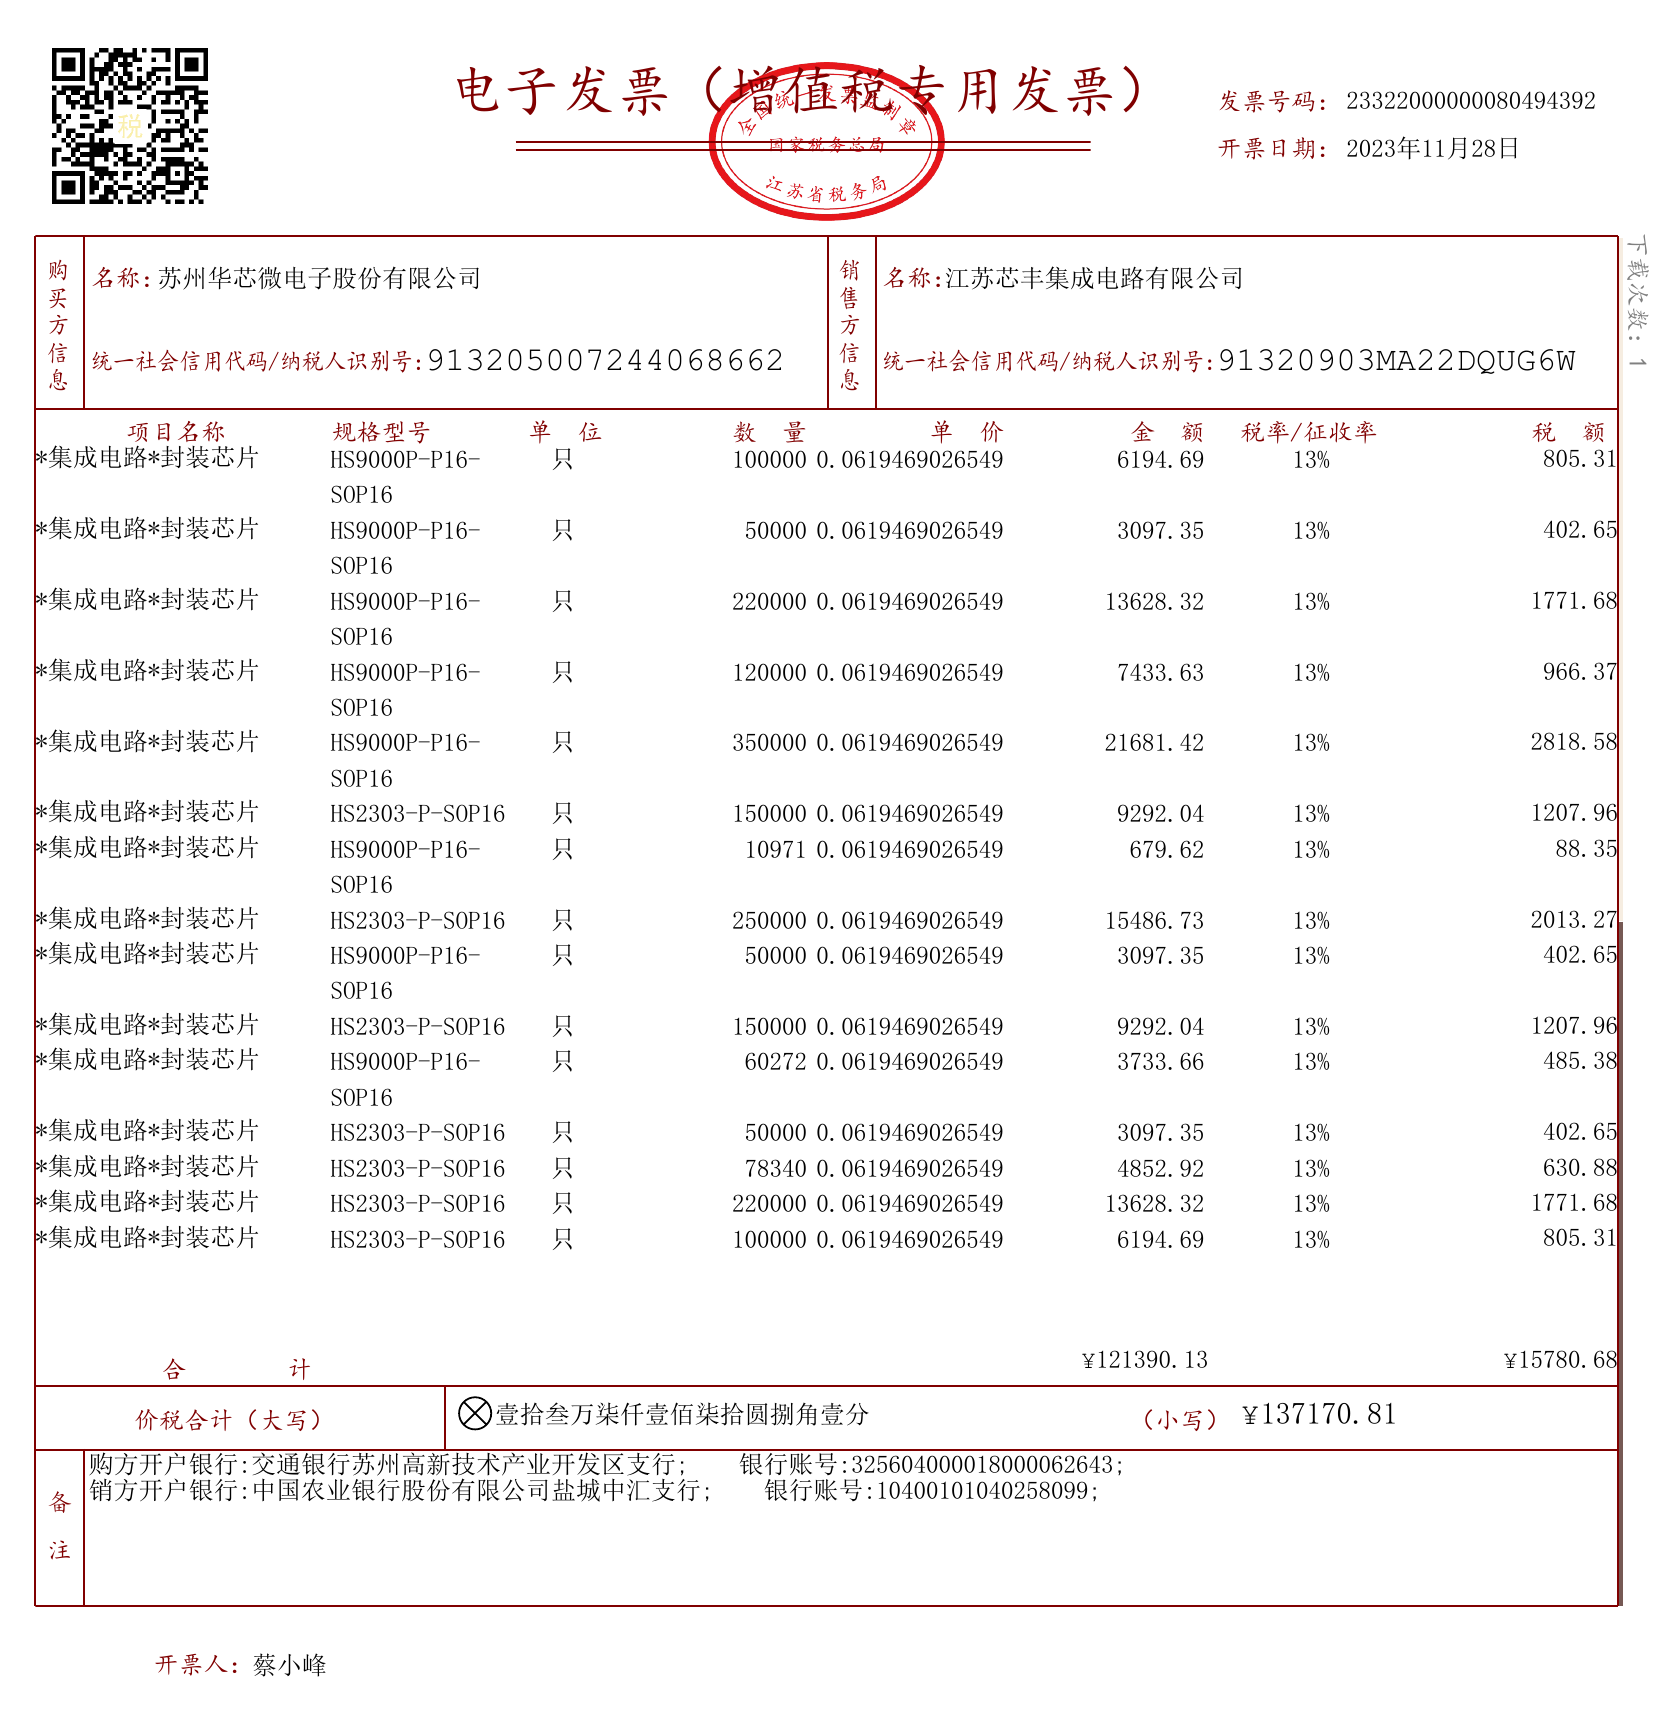 电子发票（增值税专用发票）
全国统一发票监制章
国家税务总局
江苏省税务局
税
发票号码：23322000000080494392
开票日期：2023年11月28日
下载次数：1
购买方信息
名称：苏州华芯微电子股份有限公司
统一社会信用代码/纳税人识别号：913205007244068662
销售方信息
名称：江苏芯丰集成电路有限公司
统一社会信用代码/纳税人识别号：91320903MA22DQUG6W
项目名称 规格型号 单 位 数 量 单 价 金 额 税率/征收率 税 额
*集成电路*封装芯片 HS9000P-P16- 只 100000 0.0619469026549 6194.69 13% 805.31
SOP16
*集成电路*封装芯片 HS9000P-P16- 只 50000 0.0619469026549 3097.35 13% 402.65
SOP16
*集成电路*封装芯片 HS9000P-P16- 只 220000 0.0619469026549 13628.32 13% 1771.68
SOP16
*集成电路*封装芯片 HS9000P-P16- 只 120000 0.0619469026549 7433.63 13% 966.37
SOP16
*集成电路*封装芯片 HS9000P-P16- 只 350000 0.0619469026549 21681.42 13% 2818.58
SOP16
*集成电路*封装芯片 HS2303-P-SOP16 只 150000 0.0619469026549 9292.04 13% 1207.96
*集成电路*封装芯片 HS9000P-P16- 只 10971 0.0619469026549 679.62 13% 88.35
SOP16
*集成电路*封装芯片 HS2303-P-SOP16 只 250000 0.0619469026549 15486.73 13% 2013.27
*集成电路*封装芯片 HS9000P-P16- 只 50000 0.0619469026549 3097.35 13% 402.65
SOP16
*集成电路*封装芯片 HS2303-P-SOP16 只 150000 0.0619469026549 9292.04 13% 1207.96
*集成电路*封装芯片 HS9000P-P16- 只 60272 0.0619469026549 3733.66 13% 485.38
SOP16
*集成电路*封装芯片 HS2303-P-SOP16 只 50000 0.0619469026549 3097.35 13% 402.65
*集成电路*封装芯片 HS2303-P-SOP16 只 78340 0.0619469026549 4852.92 13% 630.88
*集成电路*封装芯片 HS2303-P-SOP16 只 220000 0.0619469026549 13628.32 13% 1771.68
*集成电路*封装芯片 HS2303-P-SOP16 只 100000 0.0619469026549 6194.69 13% 805.31
合 计 ¥121390.13 ¥15780.68
价税合计（大写） 壹拾叁万柒仟壹佰柒拾圆捌角壹分 （小写） ¥137170.81
备注
购方开户银行:交通银行苏州高新技术产业开发区支行; 银行账号:325604000018000062643;
销方开户银行:中国农业银行股份有限公司盐城中汇支行; 银行账号:10400101040258099;
开票人：蔡小峰